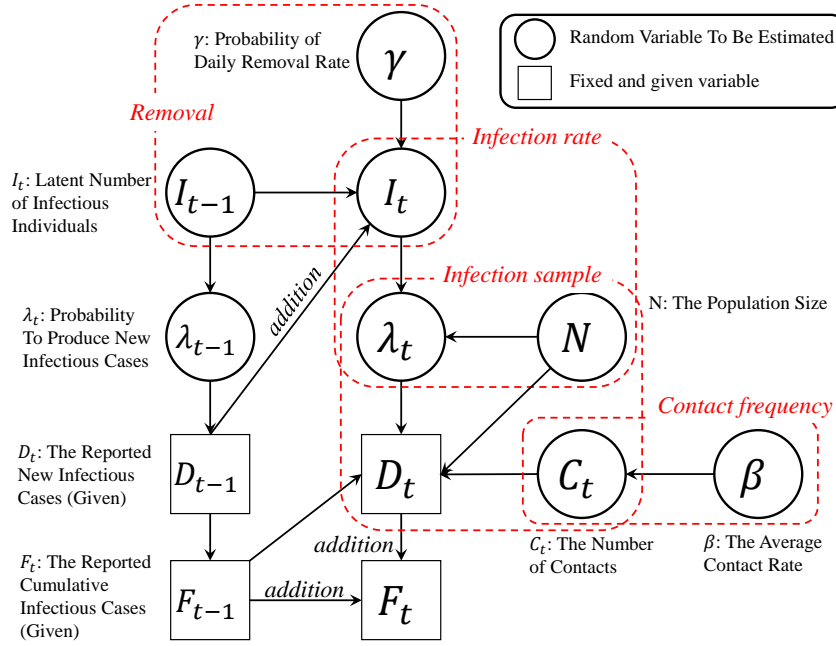 γ: Probability of
Daily Removal Rate
γ
Random Variable To Be Estimated
Fixed and given variable
Removal
Infection rate
I_t: Latent Number
of Infectious
Individuals
I_{t−1}
I_t
addition
Infection sample
N: The Population Size
λ_t: Probability
To Produce New
Infectious Cases
λ_{t−1}
λ_t
N
Contact frequency
D_t: The Reported
New Infectious
Cases (Given)
D_{t−1}
D_t
C_t
β
addition
C_t: The Number
of Contacts
β: The Average
Contact Rate
F_t: The Reported
Cumulative
Infectious Cases
(Given)
F_{t−1}
addition
F_t